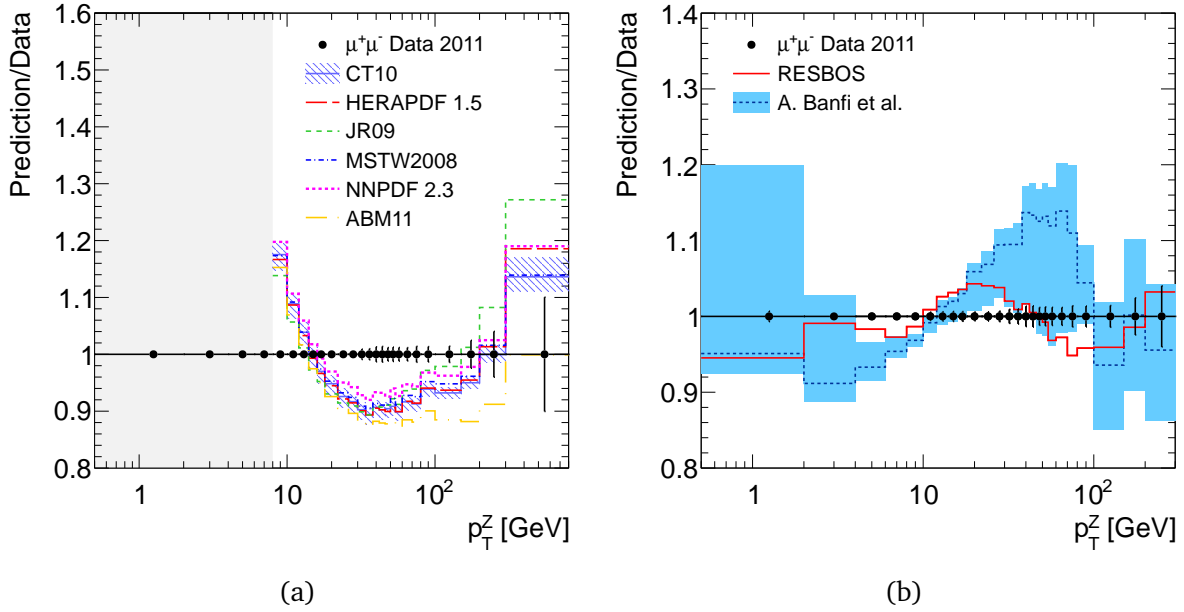 Prediction/Data
1.6
1.5
1.4
1.3
1.2
1.1
1
0.9
0.8
μ⁺μ⁻ Data 2011
CT10
HERAPDF 1.5
JR09
MSTW2008
NNPDF 2.3
ABM11
1 10 10²
p_T^Z [GeV]
(a)
Prediction/Data
1.4
1.3
1.2
1.1
1
0.9
0.8
μ⁺μ⁻ Data 2011
RESBOS
A. Banfi et al.
1 10 10²
p_T^Z [GeV]
(b)